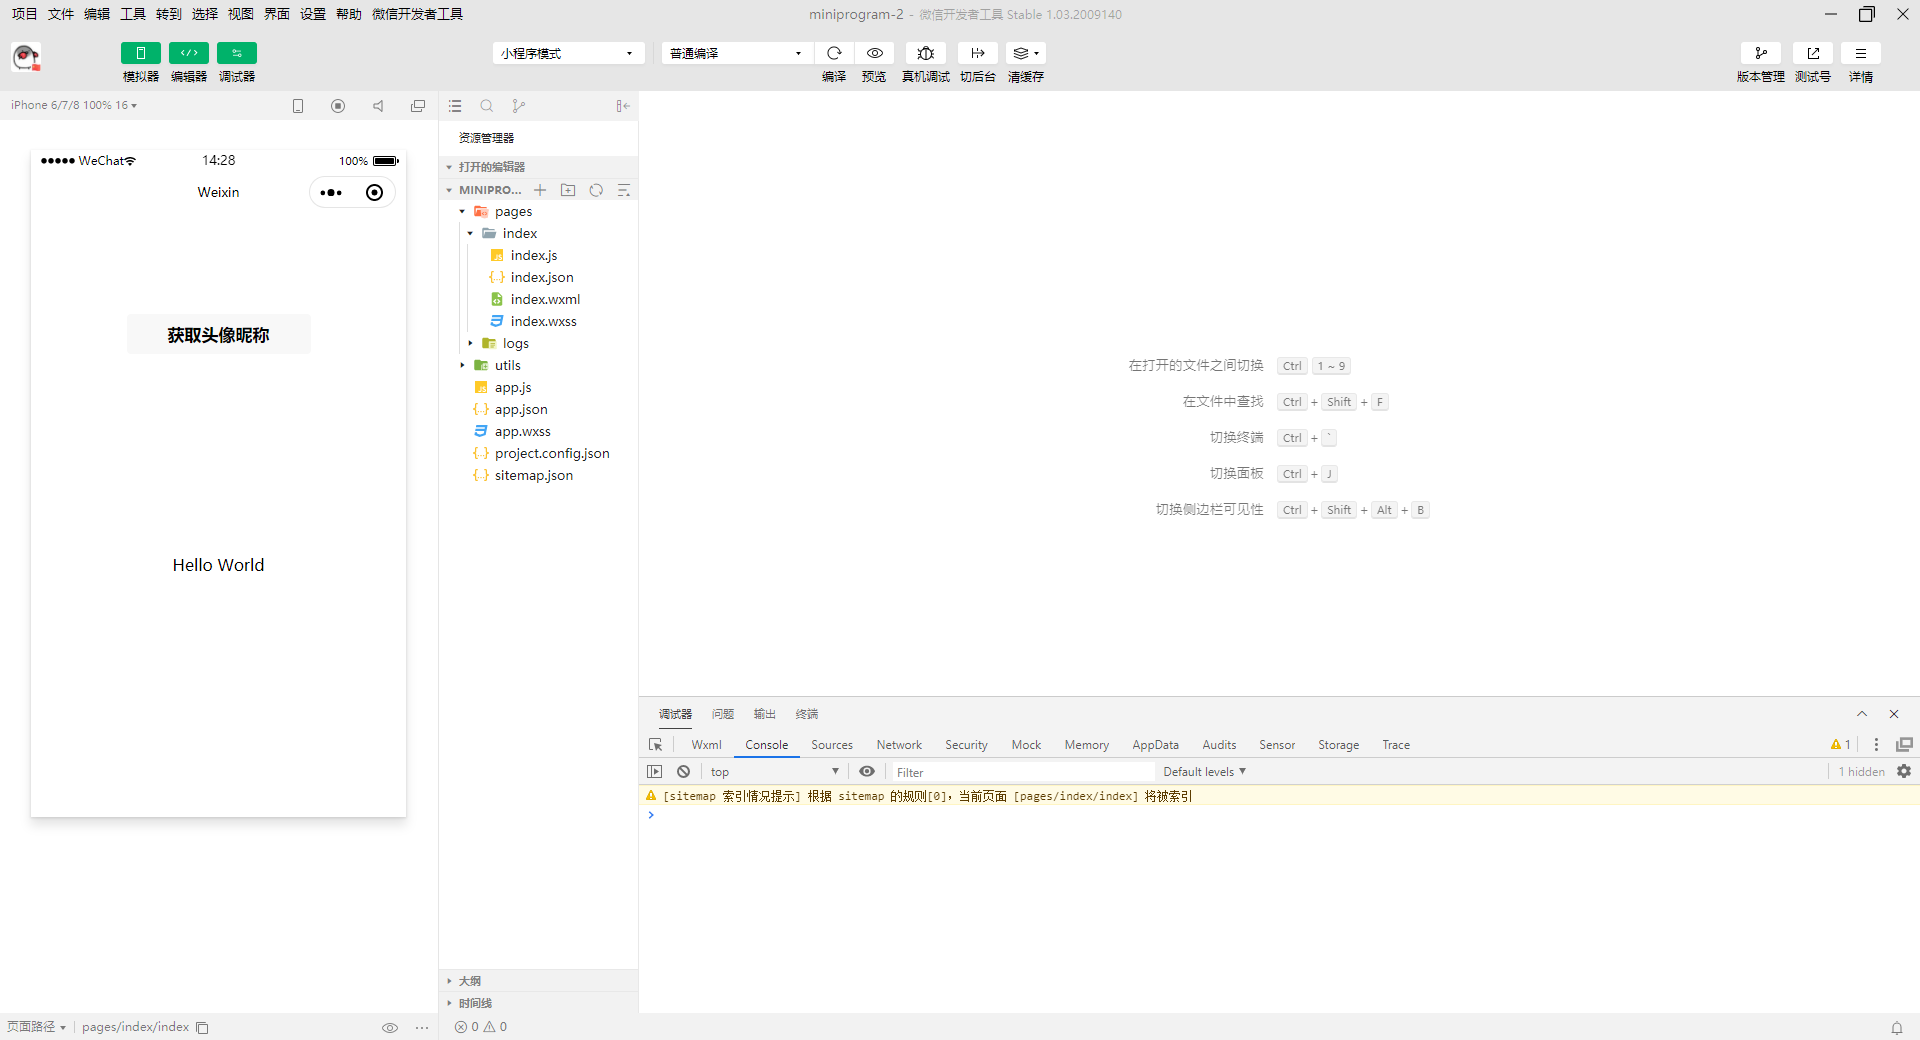 项目 文件 编辑 工具 转到 选择 视图 界面 设置 帮助 微信开发者工具
miniprogram-2 - 微信开发者工具 Stable 1.03.2009140
小程序模式
普通编译
模拟器 编辑器 调试器
编译 预览 真机调试 切后台 清缓存
版本管理 测试号 详情
iPhone 6/7/8 100% 16
WeChat
14:28
100%
Weixin
获取头像昵称
Hello World
页面路径
pages/index/index
资源管理器
打开的编辑器
MINIPRO...
pages
index
JS index.js
{..} index.json
index.wxml
index.wxss
logs
utils
JS app.js
{..} app.json
app.wxss
{..} project.config.json
{..} sitemap.json
大纲
时间线
0 0
在打开的文件之间切换 Ctrl 1 ~ 9
在文件中查找 Ctrl + Shift + F
切换终端 Ctrl + `
切换面板 Ctrl + J
切换侧边栏可见性 Ctrl + Shift + Alt + B
调试器 问题 输出 终端
Wxml Console Sources Network Security Mock Memory AppData Audits Sensor Storage Trace
1
top
Filter
Default levels
1 hidden
[sitemap 索引情况提示] 根据 sitemap 的规则[0]，当前页面 [pages/index/index] 将被索引
>